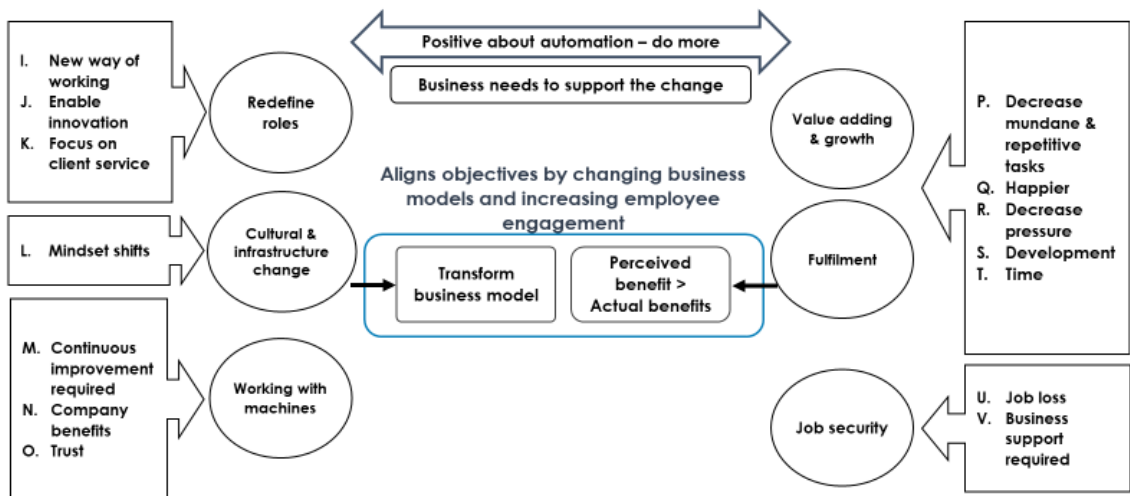 Positive about automation – do more
Business needs to support the change
I. New way of
working
J. Enable
innovation
K. Focus on
client service
Redefine
roles
L. Mindset shifts
Cultural &
infrastructure
change
M. Continuous
improvement
required
N. Company
benefits
O. Trust
Working with
machines
Aligns objectives by changing business
models and increasing employee
engagement
Transform
business model
Perceived
benefit >
Actual benefits
Value adding
& growth
Fulfilment
P. Decrease
mundane &
repetitive
tasks
Q. Happier
R. Decrease
pressure
S. Development
T. Time
Job security
U. Job loss
V. Business
support
required